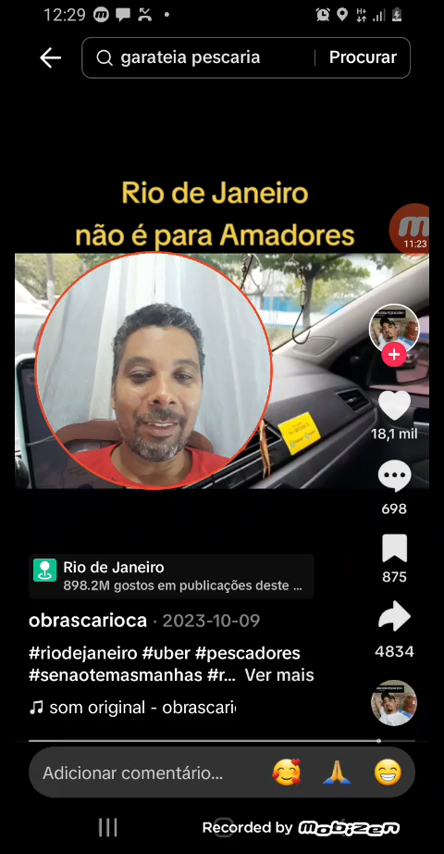 12:29
garateia pescaria
Procurar
Rio de Janeiro
não é para Amadores
11:23
18,1 mil
698
Rio de Janeiro
898.2M gostos em publicações deste ...
875
obrascarioca · 2023-10-09
#riodejaneiro #uber #pescadores
#senaotemasmanhas #r... Ver mais
4834
som original - obrascari
Adicionar comentário...
Recorded by Mobizen